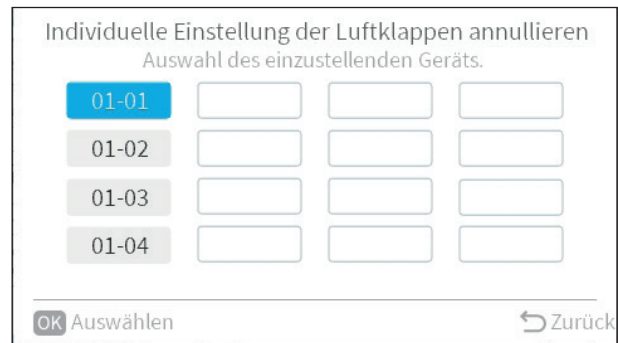 Individuelle Einstellung der Luftklappen annullieren
Auswahl des einzustellenden Geräts.
01-01
01-02
01-03
01-04
OK Auswählen
Zurück